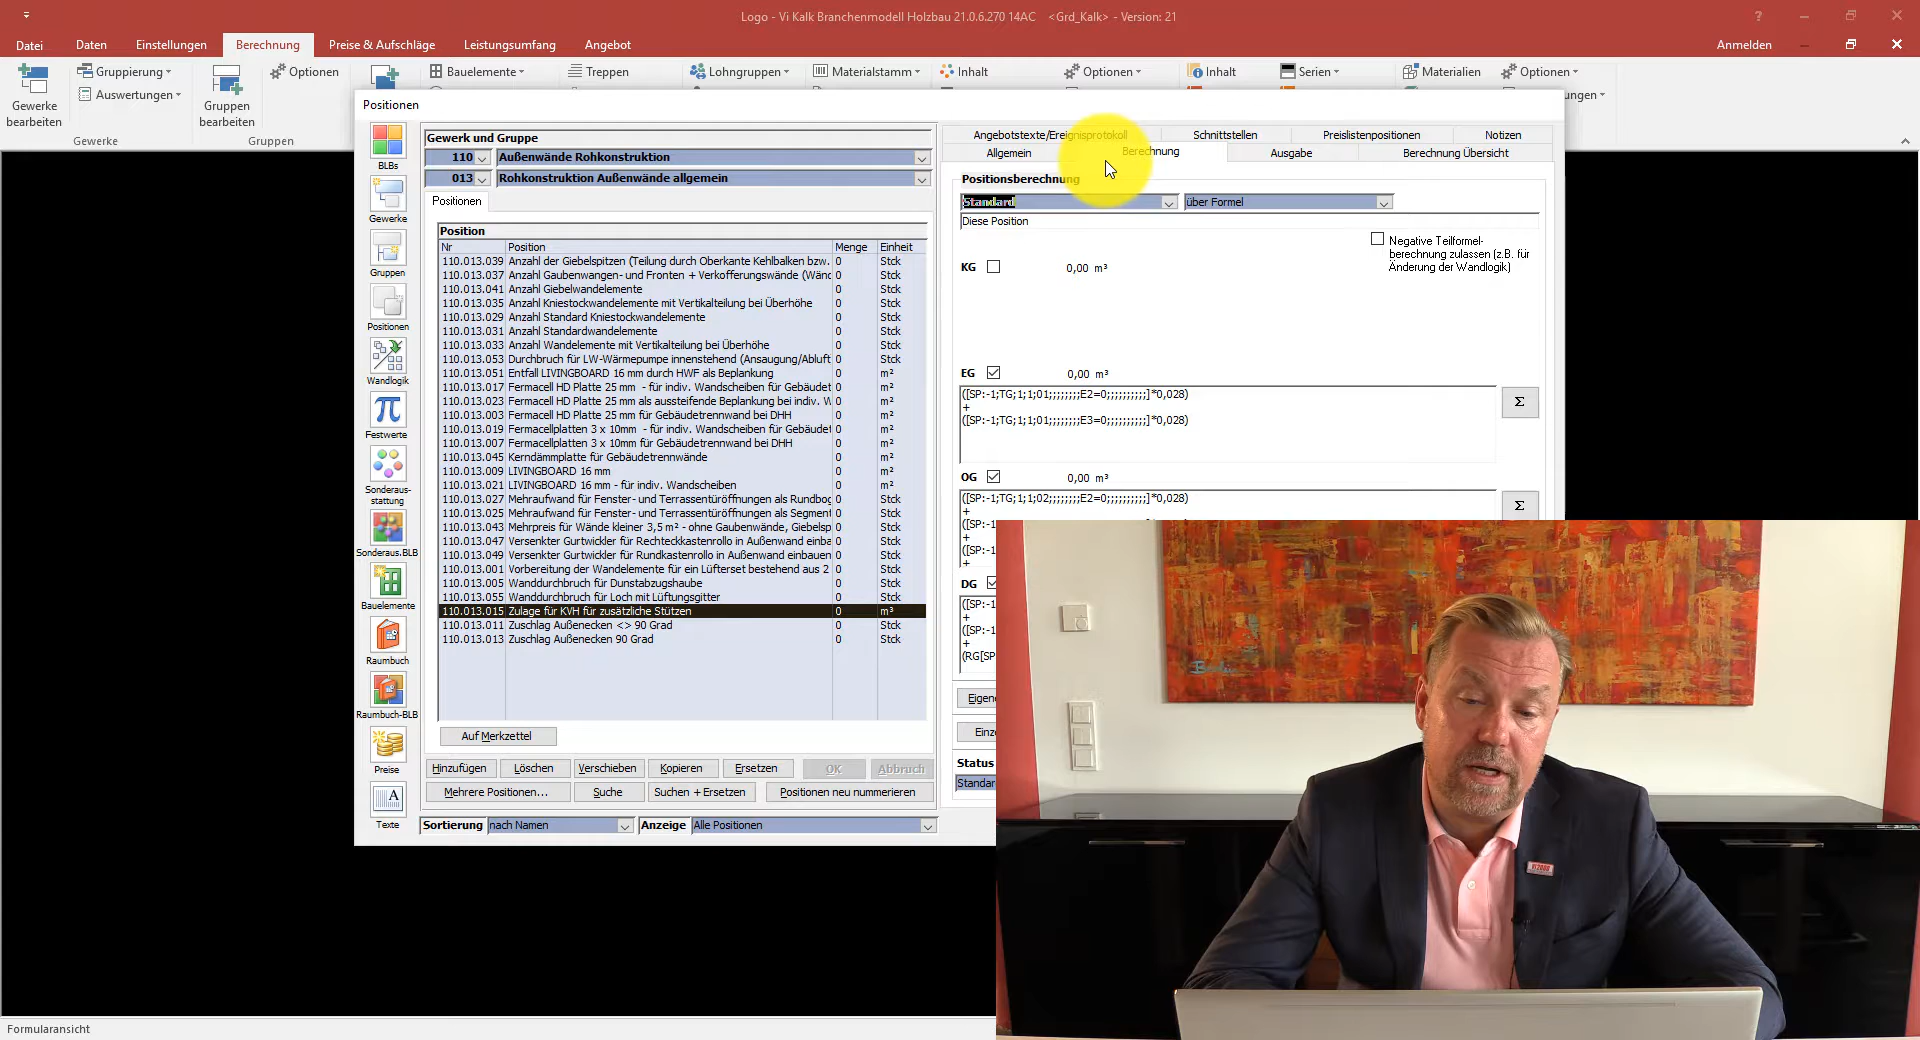 Logo - Vi Kalk Branchenmodell Holzbau 21.0.6.270 14AC <Grd_Kalk> - Version: 21
Datei Daten Einstellungen Berechnung Preise & Aufschläge Leistungsumfang Angebot Anmelden
Gewerke bearbeiten
Gruppierung
Auswertungen
Gewerke
Gruppen bearbeiten
Optionen
Gruppen
Bauelemente Treppen Lohngruppen Materialstamm Inhalt Optionen Inhalt Serien Materialien Optionen
ungen
Positionen
BLBs
Gewerke
Gruppen
Positionen
Wandlogik
Festwerte
Sonderaus-
stattung
Sonderaus.BLB
Bauelemente
Raumbuch
Raumbuch-BLB
Preise
Texte
Gewerk und Gruppe
110 Außenwände Rohkonstruktion
013 Rohkonstruktion Außenwände allgemein
Positionen
Position
Nr Position Menge Einheit
110.013.039 Anzahl der Giebelspitzen (Teilung durch Oberkante Kehlbalken bzw. 0 Stck
110.013.037 Anzahl Gaubenwangen- und Fronten + Verkofferungswände (Wänd 0 Stck
110.013.041 Anzahl Giebelwandelemente 0 Stck
110.013.035 Anzahl Kniestockwandelemente mit Vertikalteilung bei Überhöhe 0 Stck
110.013.029 Anzahl Standard Kniestockwandelemente 0 Stck
110.013.031 Anzahl Standardwandelemente 0 Stck
110.013.033 Anzahl Wandelemente mit Vertikalteilung bei Überhöhe 0 Stck
110.013.053 Durchbruch für LW-Wärmepumpe innenstehend (Ansaugung/Abluft 0 Stck
110.013.051 Entfall LIVINGBOARD 16 mm durch HWF als Beplankung 0 m²
110.013.017 Fermacell HD Platte 25 mm - für indiv. Wandscheiben für Gebäudet 0 m²
110.013.023 Fermacell HD Platte 25 mm als aussteifende Beplankung bei indiv. W 0 m²
110.013.003 Fermacell HD Platte 25 mm für Gebäudetrennwand bei DHH 0 m²
110.013.019 Fermacellplatten 3 x 10mm - für indiv. Wandscheiben für Gebäudet 0 m²
110.013.007 Fermacellplatten 3 x 10mm für Gebäudetrennwand bei DHH 0 m²
110.013.045 Kerndämmplatte für Gebäudetrennwände 0 m²
110.013.009 LIVINGBOARD 16 mm 0 m²
110.013.021 LIVINGBOARD 16 mm - für indiv. Wandscheiben 0 m²
110.013.027 Mehraufwand für Fenster- und Terrassentüröffnungen als Rundbog 0 Stck
110.013.025 Mehraufwand für Fenster- und Terrassentüröffnungen als Segment 0 Stck
110.013.043 Mehrpreis für Wände kleiner 3,5 m² - ohne Gaubenwände, Giebelsp 0 Stck
110.013.047 Versenkter Gurtwickler für Rechteckkastenrollo in Außenwand einba 0 Stck
110.013.049 Versenkter Gurtwickler für Rundkastenrollo in Außenwand einbauen 0 Stck
110.013.001 Vorbereitung der Wandelemente für ein Lüfterset bestehend aus 2 0 Stck
110.013.005 Wanddurchbruch für Dunstabzugshaube 0 Stck
110.013.055 Wanddurchbruch für Loch mit Lüftungsgitter 0 Stck
110.013.015 Zulage für KVH für zusätzliche Stützen 0 m³
110.013.011 Zuschlag Außenecken <> 90 Grad 0 Stck
110.013.013 Zuschlag Außenecken 90 Grad 0 Stck
Auf Merkzettel
Hinzufügen Löschen Verschieben Kopieren Ersetzen OK Abbruch
Mehrere Positionen... Suche Suchen + Ersetzen Positionen neu nummerieren
Sortierung nach Namen Anzeige Alle Positionen
Angebotstexte/Ereignisprotokoll Schnittstellen Preislistenpositionen Notizen
Allgemein Berechnung Ausgabe Berechnung Übersicht
Positionsberechnung
Standard über Formel
Diese Position
Negative Teilformel-
berechnung zulassen (z.B. für
Änderung der Wandlogik)
KG 0,00 m³
EG 0,00 m³
([SP:-1;TG;1;1;01;;;;;;;;E2=0;;;;;;;;;;]*0,028)
+
([SP:-1;TG;1;1;01;;;;;;;;E3=0;;;;;;;;;;]*0,028)
Σ
OG 0,00 m³
([SP:-1;TG;1;1;02;;;;;;;;E2=0;;;;;;;;;;]*0,028)
+
([SP:-1
+
([SP:-1
+
Σ
DG
([SP:-1
+
([SP:-1
+
(RG[SP
Eigene
Einze
Status
Standar
Formularansicht